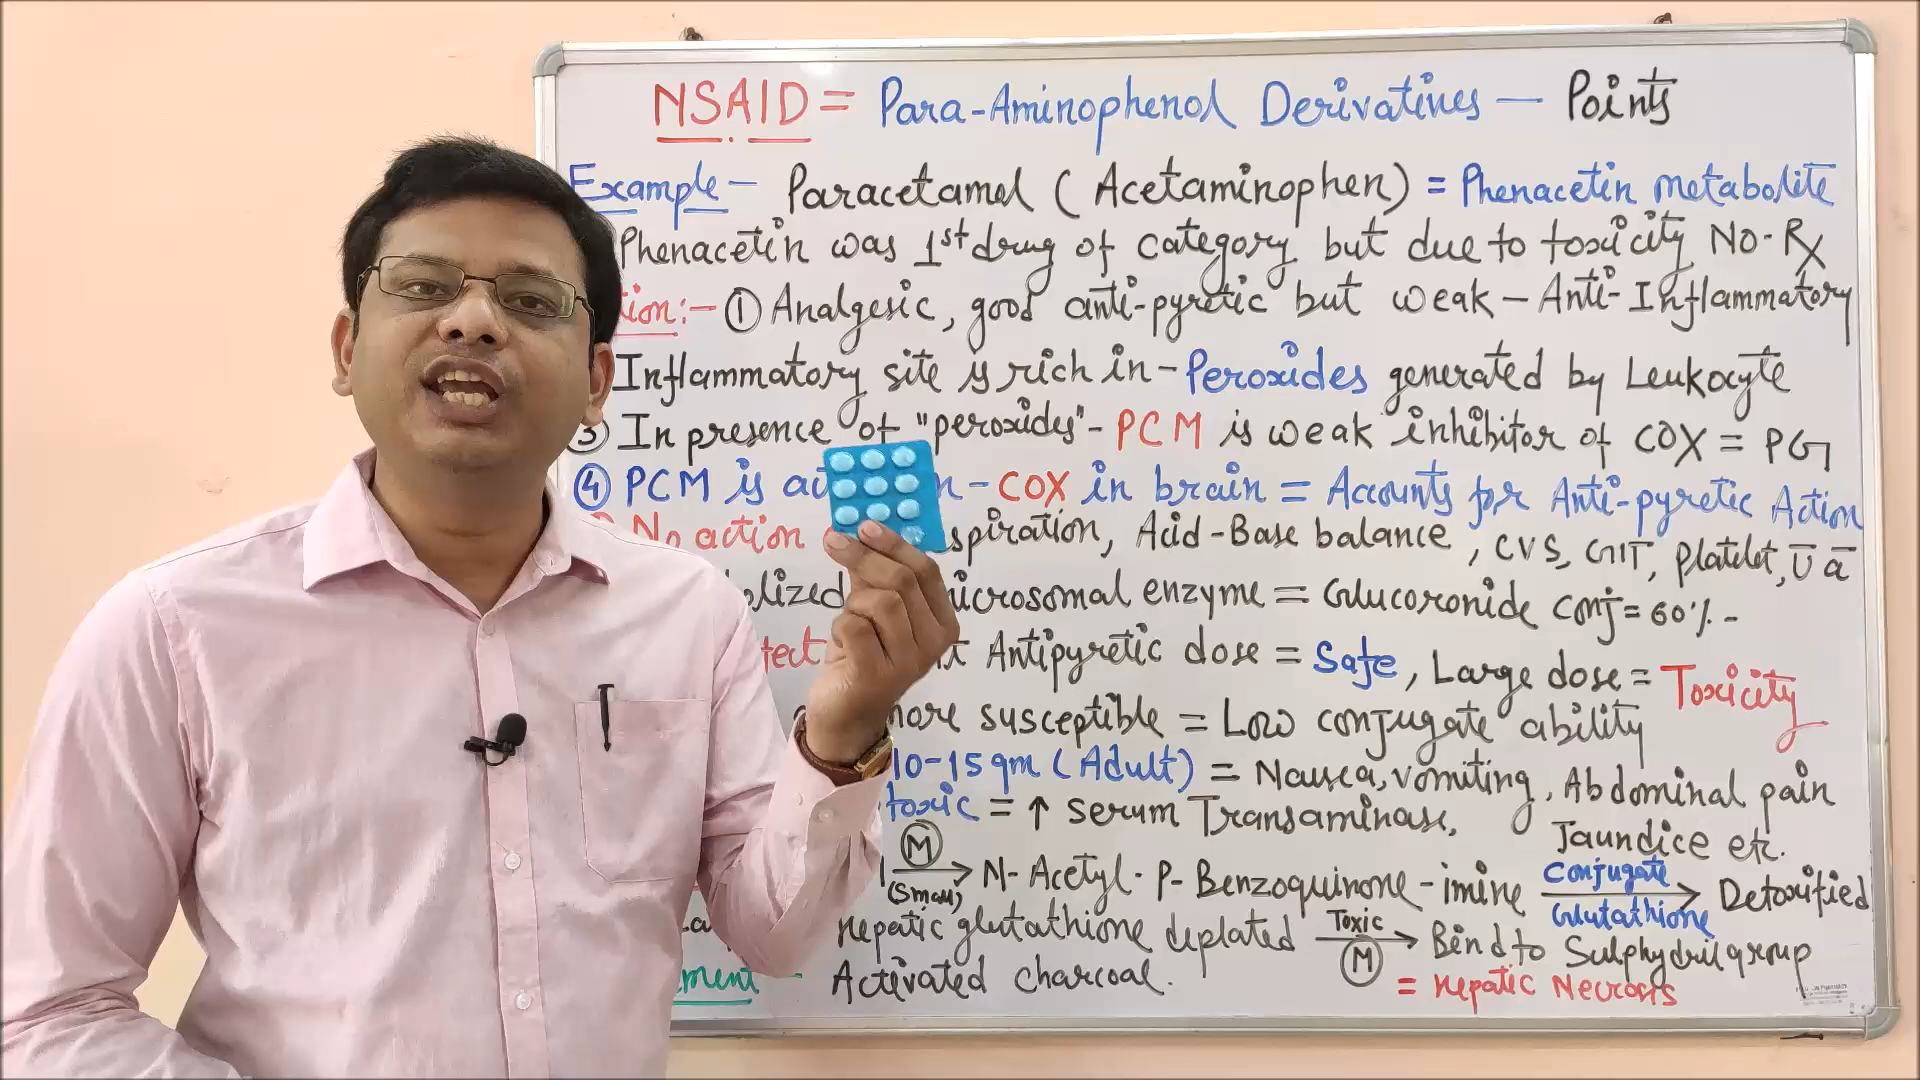 NSAID = Para-Aminophenol Derivatives — Points
Example - Paracetamol (Acetaminophen) = Phenacetin metabolite
Phenacetin was 1st drug of category but due to toxicity No-Rx
tion:- ① Analgesic, good anti-pyretic but weak - Anti-Inflammatory
Inflammatory site is rich in - Peroxides generated by Leukocyte
③ In presence of "peroxides" - PCM is weak inhibitor of COX = PG
④ PCM is ac n - COX in brain = Accounts for Anti-pyretic Action
No action spiration, Acid-Base balance, CVS, GIT, platelet, U a
olized microsomal enzyme = Glucoronide conj = 60% -
fect Antipyretic dose = Safe, Large dose = Toxicity
more susceptible = Low conjugate ability
10-15 gm (Adult) = Nausea, vomiting, Abdominal pain
toxic = ↑ serum Transaminase, Jaundice etc.
M (Small) → N-Acetyl-P-Benzoquinone-imine Conjugate Glutathione → Detoxified
Hepatic glutathione deplated Toxic M → Bind to Sulphydril group
= Hepatic Necrosis
ment - Activated charcoal.